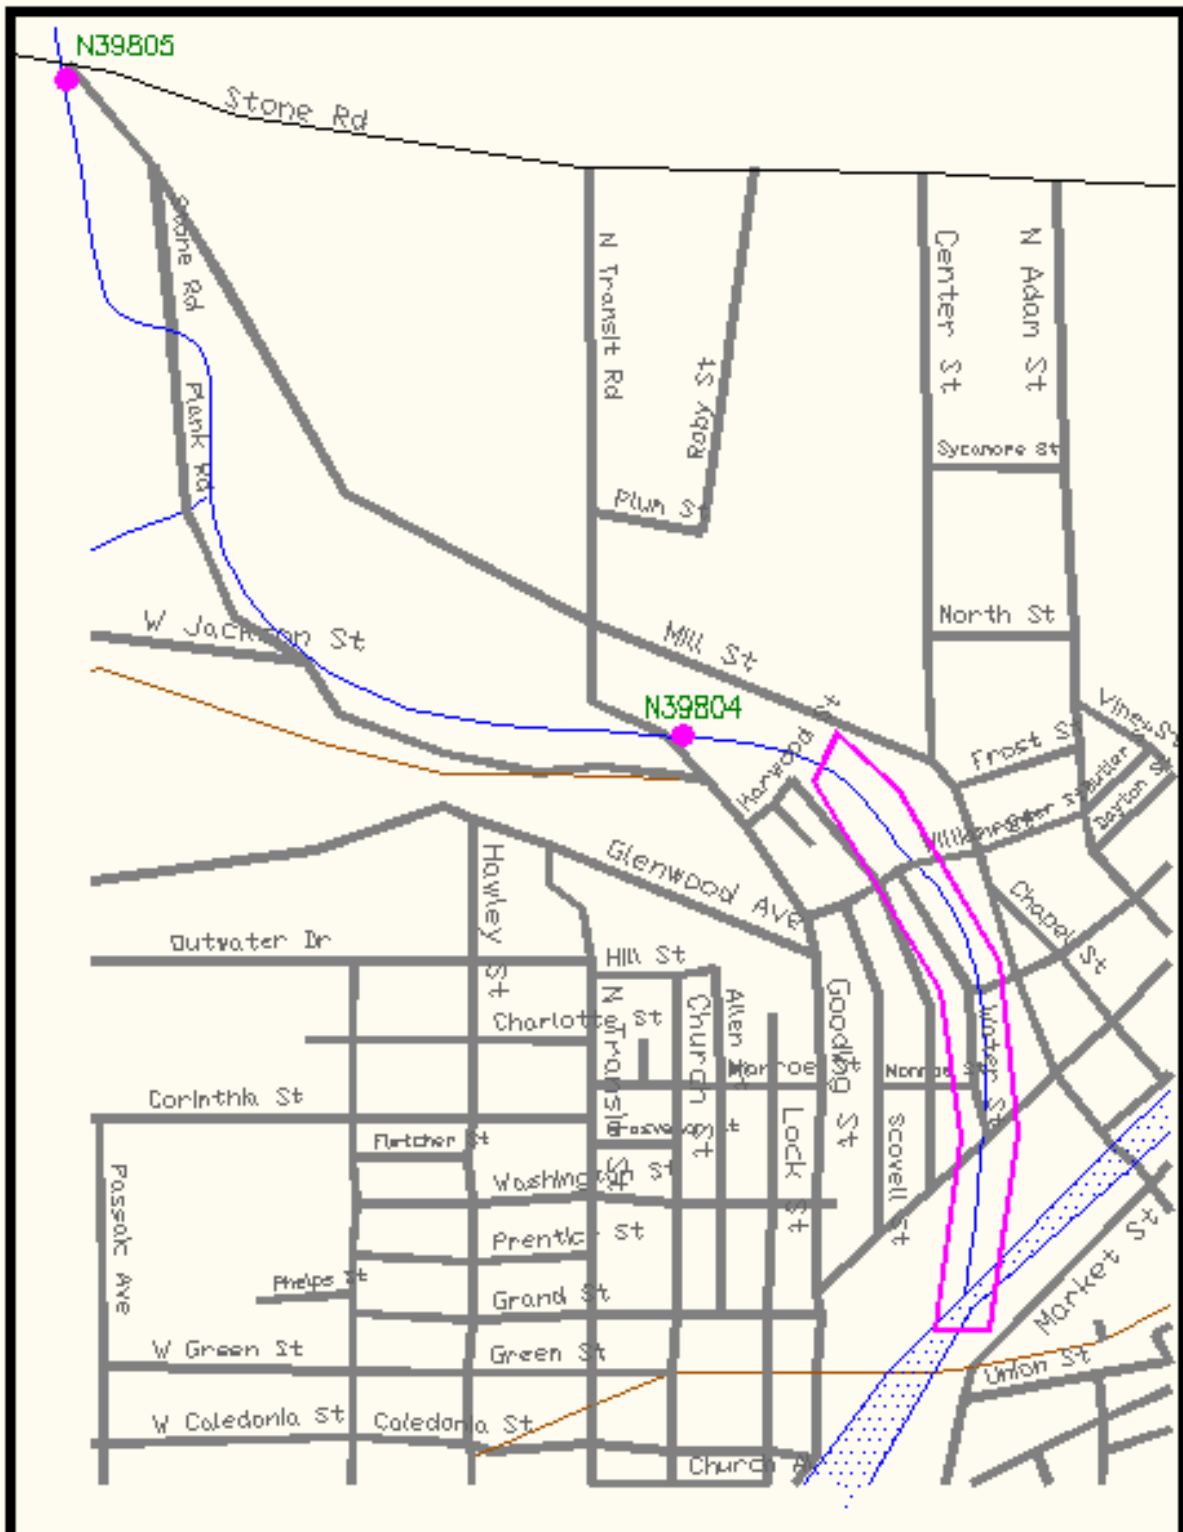 N39805
Stone Rd
Stone Rd
N Transit Rd
Center St
N Adam St
Roby St
Plank Rd
Sycamore St
Plum St
North St
W Jackson St
Mill St
N39804
Vine St
Frost St
Harwood St
Butler
Dayton St
Hawley St
Glenwood Ave
Chapel St
Outwater Dr
Hill St
N Transit St
Church St
Allen St
Goodling St
Water St
Charlotte St
Monroe St
Monroe St
Corinthia St
Lock St
Scovell St
Fletcher St
Washington St
Passaic Ave
Prentice St
Phelps St
Grand St
Market St
W Green St
Green St
Union St
W Caledonia St
Caledonia St
Church